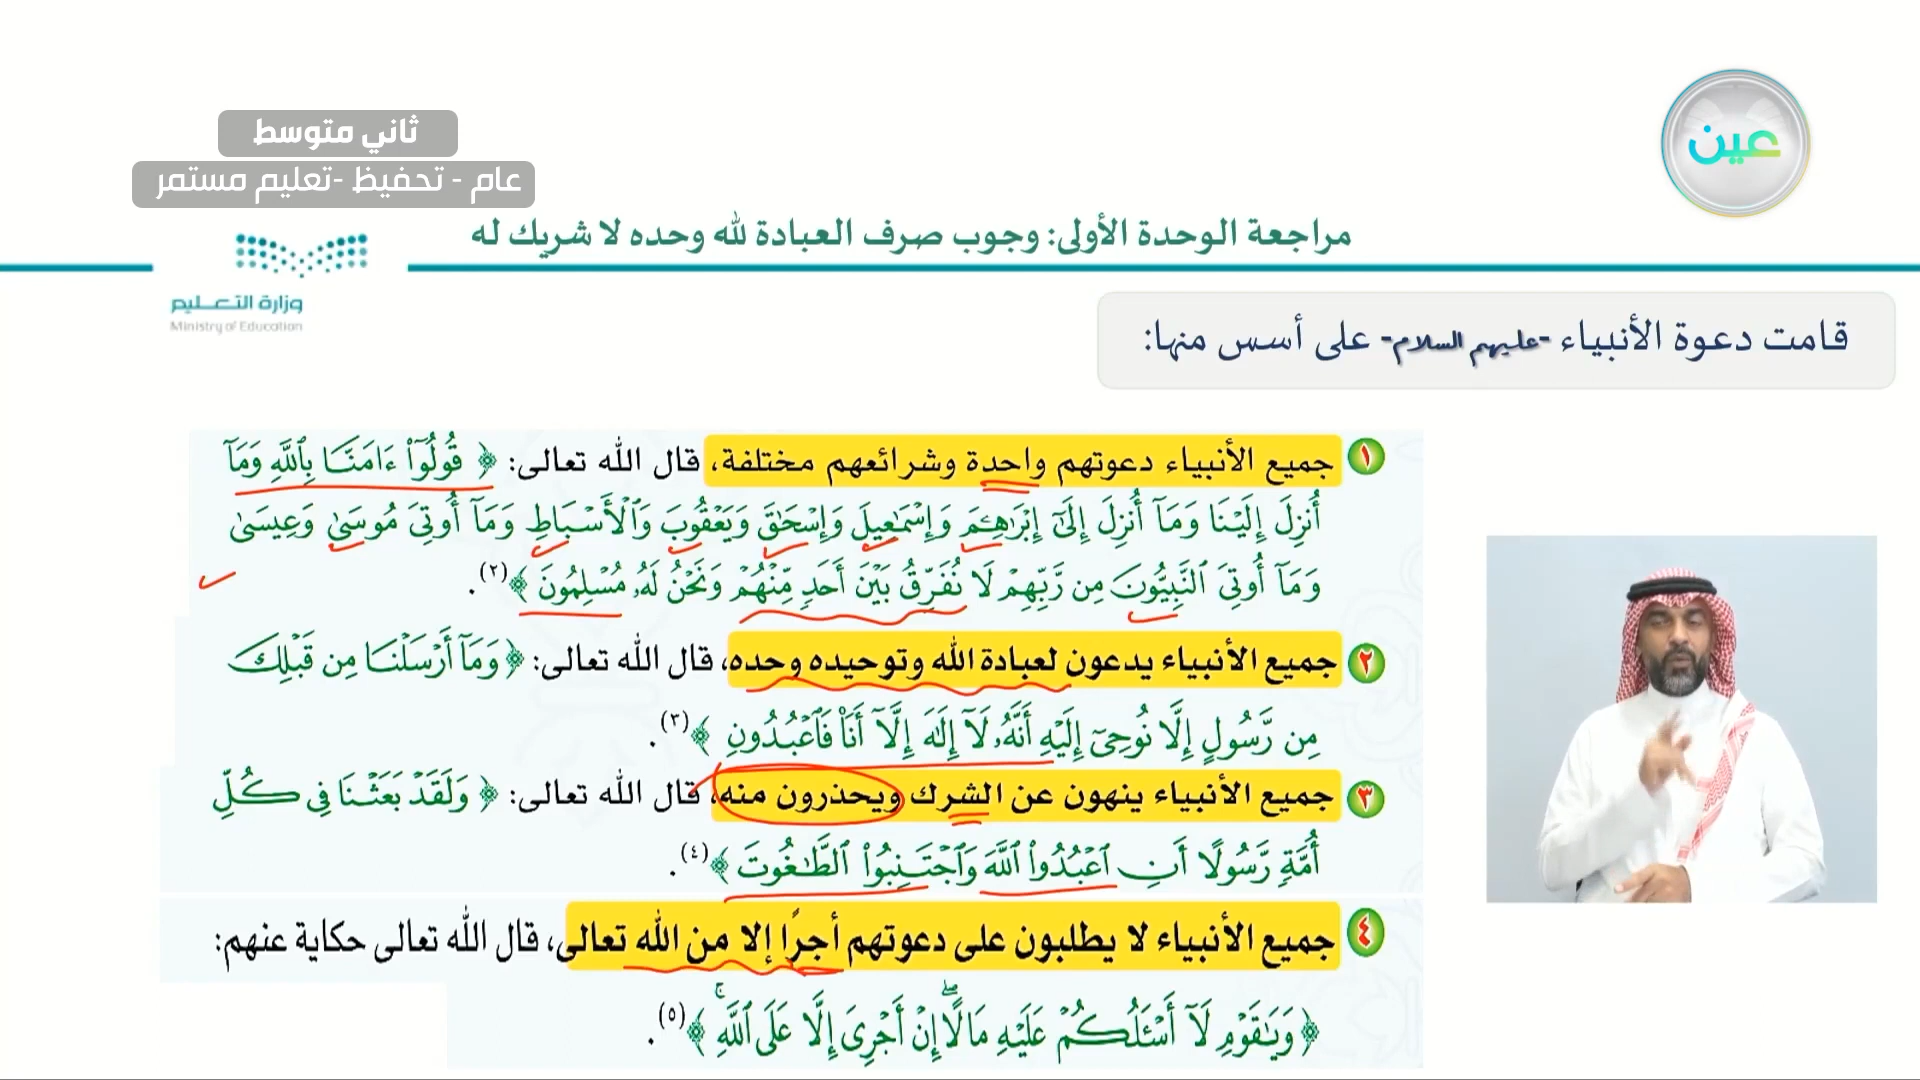 عين
ثاني متوسط
عام - تحفيظ -تعليم مستمر
مراجعة الوحدة الأولى: وجوب صرف العبادة لله وحده لا شريك له
وزارة التعليم
Ministry of Education
قامت دعوة الأنبياء -عليهم السلام- على أسس منها:
١ جميع الأنبياء دعوتهم واحدة وشرائعهم مختلفة، قال الله تعالى: ﴿ قُولُوٓا۟ ءَامَنَّا بِٱللَّهِ وَمَآ
أُنزِلَ إِلَيْنَا وَمَآ أُنزِلَ إِلَىٰٓ إِبْرَٰهِـۧمَ وَإِسْمَٰعِيلَ وَإِسْحَٰقَ وَيَعْقُوبَ وَٱلْأَسْبَاطِ وَمَآ أُوتِىَ مُوسَىٰ وَعِيسَىٰ
وَمَآ أُوتِىَ ٱلنَّبِيُّونَ مِن رَّبِّهِمْ لَا نُفَرِّقُ بَيْنَ أَحَدٍ مِّنْهُمْ وَنَحْنُ لَهُۥ مُسْلِمُونَ ﴾(٢).
٢ جميع الأنبياء يدعون لعبادة الله وتوحيده وحده، قال الله تعالى: ﴿ وَمَآ أَرْسَلْنَا مِن قَبْلِكَ
مِن رَّسُولٍ إِلَّا نُوحِىٓ إِلَيْهِ أَنَّهُۥ لَآ إِلَٰهَ إِلَّآ أَنَا۠ فَٱعْبُدُونِ ﴾(٣).
٣ جميع الأنبياء ينهون عن الشرك ويحذرون منه، قال الله تعالى: ﴿ وَلَقَدْ بَعَثْنَا فِى كُلِّ
أُمَّةٍ رَّسُولًا أَنِ ٱعْبُدُوا۟ ٱللَّهَ وَٱجْتَنِبُوا۟ ٱلطَّٰغُوتَ ﴾(٤).
٤ جميع الأنبياء لا يطلبون على دعوتهم أجرًا إلا من الله تعالى، قال الله تعالى حكاية عنهم:
﴿ وَيَٰقَوْمِ لَآ أَسْـَٔلُكُمْ عَلَيْهِ مَالًا ۖ إِنْ أَجْرِىَ إِلَّا عَلَى ٱللَّهِ ۚ ﴾(٥).